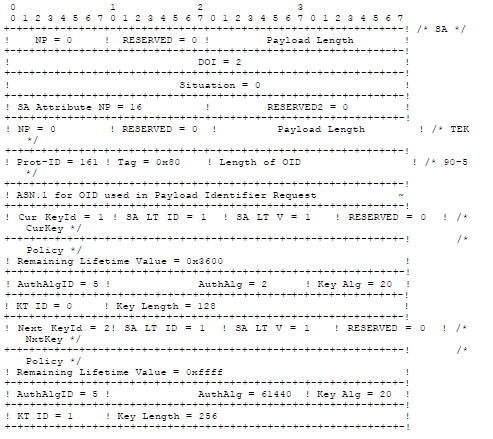 0                   1                   2                   3
0 1 2 3 4 5 6 7 0 1 2 3 4 5 6 7 0 1 2 3 4 5 6 7 0 1 2 3 4 5 6 7
+-+-+-+-+-+-+-+-+-+-+-+-+-+-+-+-+-+-+-+-+-+-+-+-+-+-+-+-+-+-+-+-! /* SA */
! NP = 0 ! RESERVED = 0 ! Payload Length !
+-+-+-+-+-+-+-+-+-+-+-+-+-+-+-+-+-+-+-+-+-+-+-+-+-+-+-+-+-+-+-+-!
! DOI = 2 !
+-+-+-+-+-+-+-+-+-+-+-+-+-+-+-+-+-+-+-+-+-+-+-+-+-+-+-+-+-+-+-+-!
! Situation = 0 !
+-+-+-+-+-+-+-+-+-+-+-+-+-+-+-+-+-+-+-+-+-+-+-+-+-+-+-+-+-+-+-+-!
! SA Attribute NP = 16 ! RESERVED2 = 0 !
+-+-+-+-+-+-+-+-+-+-+-+-+-+-+-+-+-+-+-+-+-+-+-+-+-+-+-+-+-+-+-+-!
! NP = 0 ! RESERVED = 0 ! Payload Length ! /* TEK
*/
+-+-+-+-+-+-+-+-+-+-+-+-+-+-+-+-+-+-+-+-+-+-+-+-+-+-+-+-+-+-+-+-!
! Prot-ID = 161 ! Tag = 0x80 ! Length of OID ! /* 90-5
*/
+-+-+-+-+-+-+-+-+-+-+-+-+-+-+-+-+-+-+-+-+-+-+-+-+-+-+-+-+-+-+-+-!
! ASN.1 for OID used in Payload Identifier Request ~
+-+-+-+-+-+-+-+-+-+-+-+-+-+-+-+-+-+-+-+-+-+-+-+-+-+-+-+-+-+-+-+-!
! Cur KeyId = 1 ! SA LT ID = 1 ! SA LT V = 1 ! RESERVED = 0 ! /*
CurKey */
+-+-+-+-+-+-+-+-+-+-+-+-+-+-+-+-+-+-+-+-+-+-+-+-+-+-+-+-+-+-+-+-! /*
Policy */
! Remaining Lifetime Value = 0x3600 !
+-+-+-+-+-+-+-+-+-+-+-+-+-+-+-+-+-+-+-+-+-+-+-+-+-+-+-+-+-+-+-+-!
! AuthAlgID = 5 ! AuthAlg = 2 ! Key Alg = 20 !
+-+-+-+-+-+-+-+-+-+-+-+-+-+-+-+-+-+-+-+-+-+-+-+-+-+-+-+-+-+-+-+-!
! KT ID = 0 ! Key Length = 128 !
+-+-+-+-+-+-+-+-+-+-+-+-+-+-+-+-+-+-+-+-+-+-+-+-+-+-+-+-+-+-+-+-!
! Next KeyId = 2! SA LT ID = 1 ! SA LT V = 1 ! RESERVED = 0 ! /*
NxtKey */
+-+-+-+-+-+-+-+-+-+-+-+-+-+-+-+-+-+-+-+-+-+-+-+-+-+-+-+-+-+-+-+-! /*
Policy */
! Remaining Lifetime Value = 0xffff !
+-+-+-+-+-+-+-+-+-+-+-+-+-+-+-+-+-+-+-+-+-+-+-+-+-+-+-+-+-+-+-+-!
! AuthAlgID = 5 ! AuthAlg = 61440 ! Key Alg = 20 !
+-+-+-+-+-+-+-+-+-+-+-+-+-+-+-+-+-+-+-+-+-+-+-+-+-+-+-+-+-+-+-+-!
! KT ID = 1 ! Key Length = 256 !
+-+-+-+-+-+-+-+-+-+-+-+-+-+-+-+-+-+-+-+-+-+-+-+-+-+-+-+-+-+-+-+-!